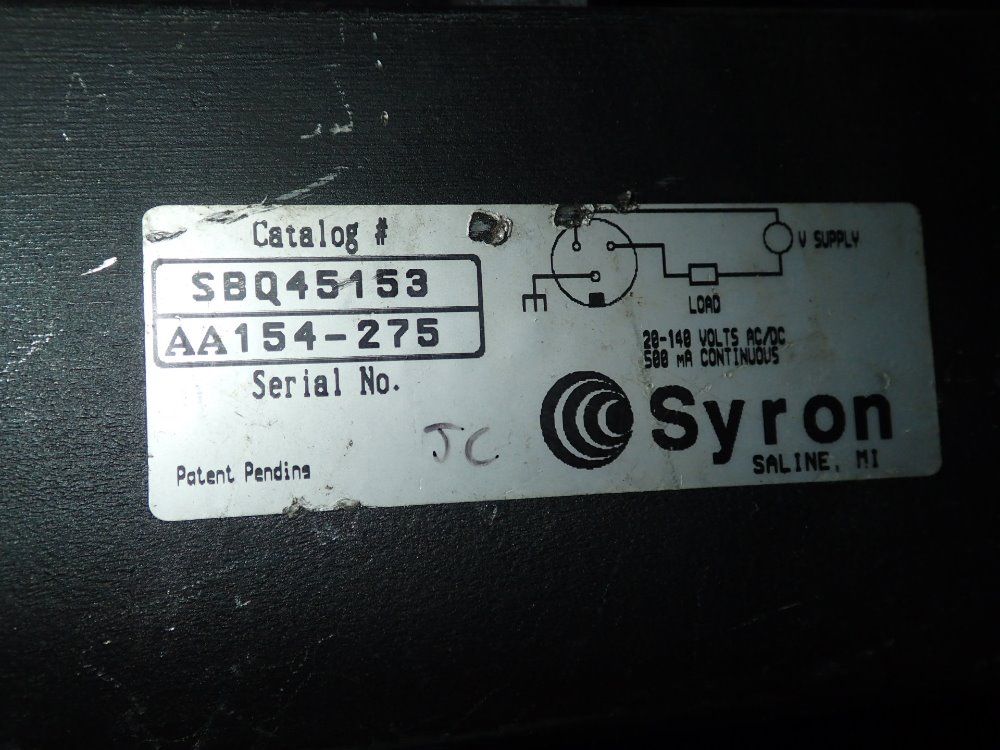 Catalog #
SBQ45153
AA154-275
Serial No.
Patent Pending
JC
V SUPPLY
LOAD
20-140 VOLTS AC/DC
500 mA CONTINUOUS
Syron
SALINE, MI